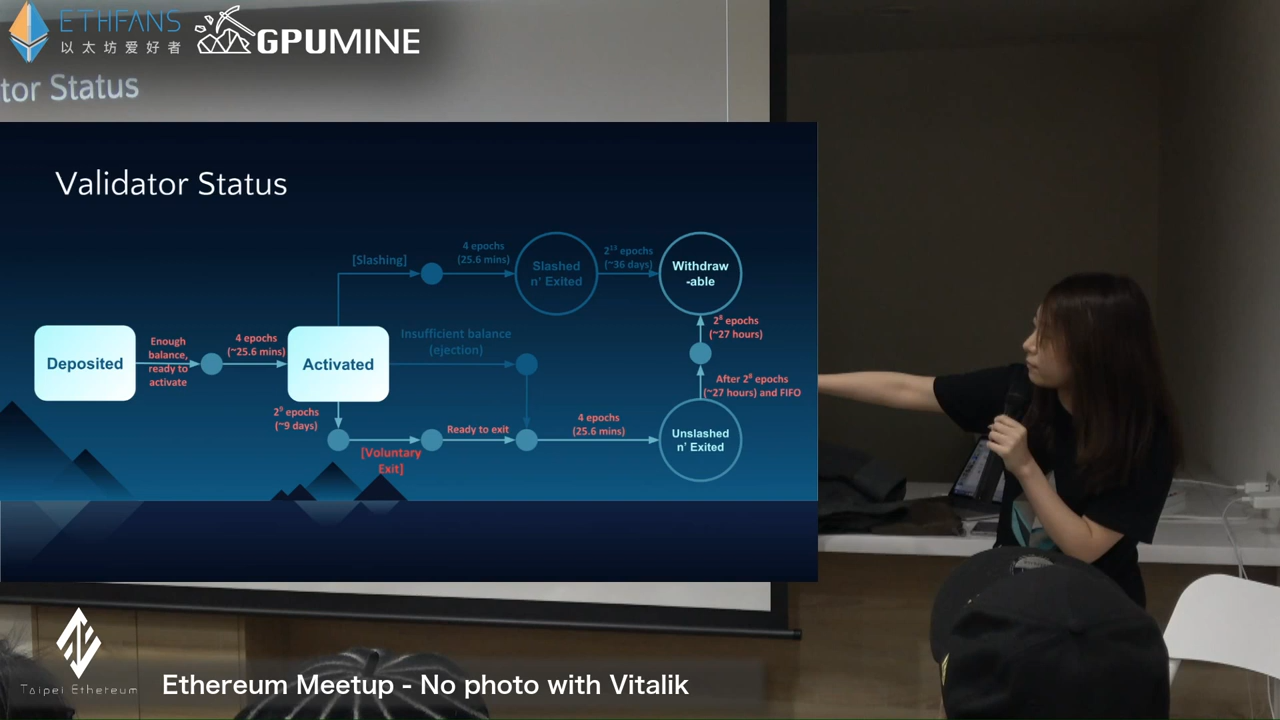 ETHFANS
以太坊爱好者
GPUMINE
tor Status
Validator Status
[Slashing]
4 epochs
(25.6 mins)
Slashed
n' Exited
2¹³ epochs
(~36 days)
Withdraw
-able
Deposited
Enough
balance,
ready to
activate
4 epochs
(~25.6 mins)
Activated
Insufficient balance
(ejection)
2⁸ epochs
(~27 hours)
After 2⁸ epochs
(~27 hours) and FIFO
2⁹ epochs
(~9 days)
[Voluntary
Exit]
Ready to exit
4 epochs
(25.6 mins)
Unslashed
n' Exited
Taipei Ethereum
Ethereum Meetup - No photo with Vitalik